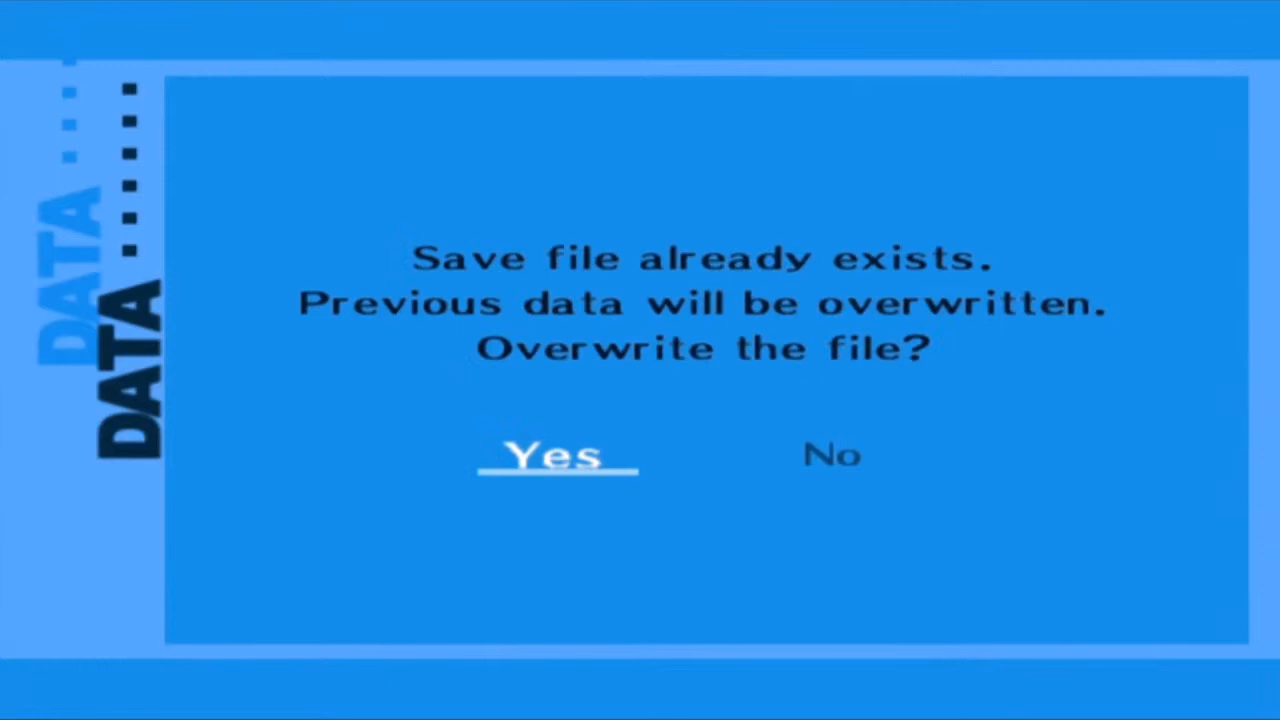 DATA
DATA
Save file already exists.
Previous data will be overwritten.
Overwrite the file?
Yes No